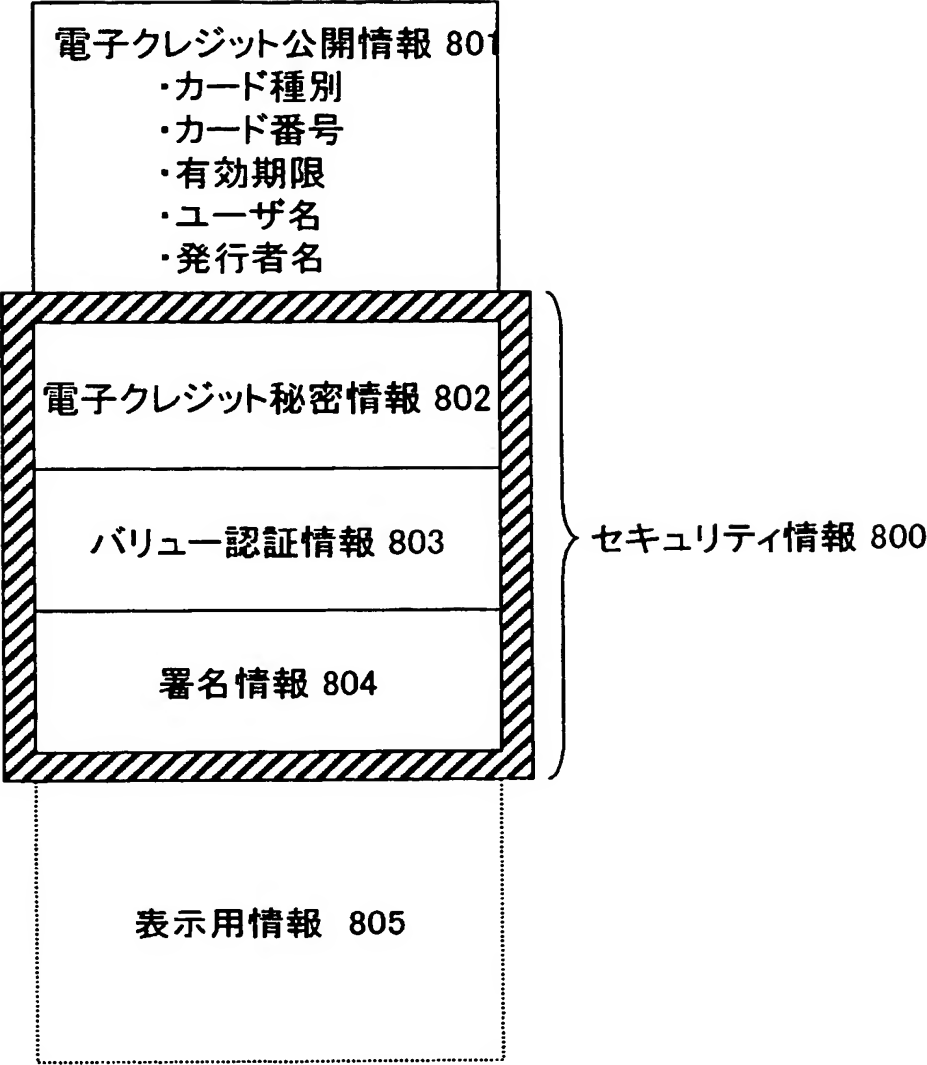 電子クレジット公開情報 801
・カード種別
・カード番号
・有効期限
・ユーザ名
・発行者名
電子クレジット秘密情報 802
バリュー認証情報 803
セキュリティ情報 800
署名情報 804
表示用情報 805